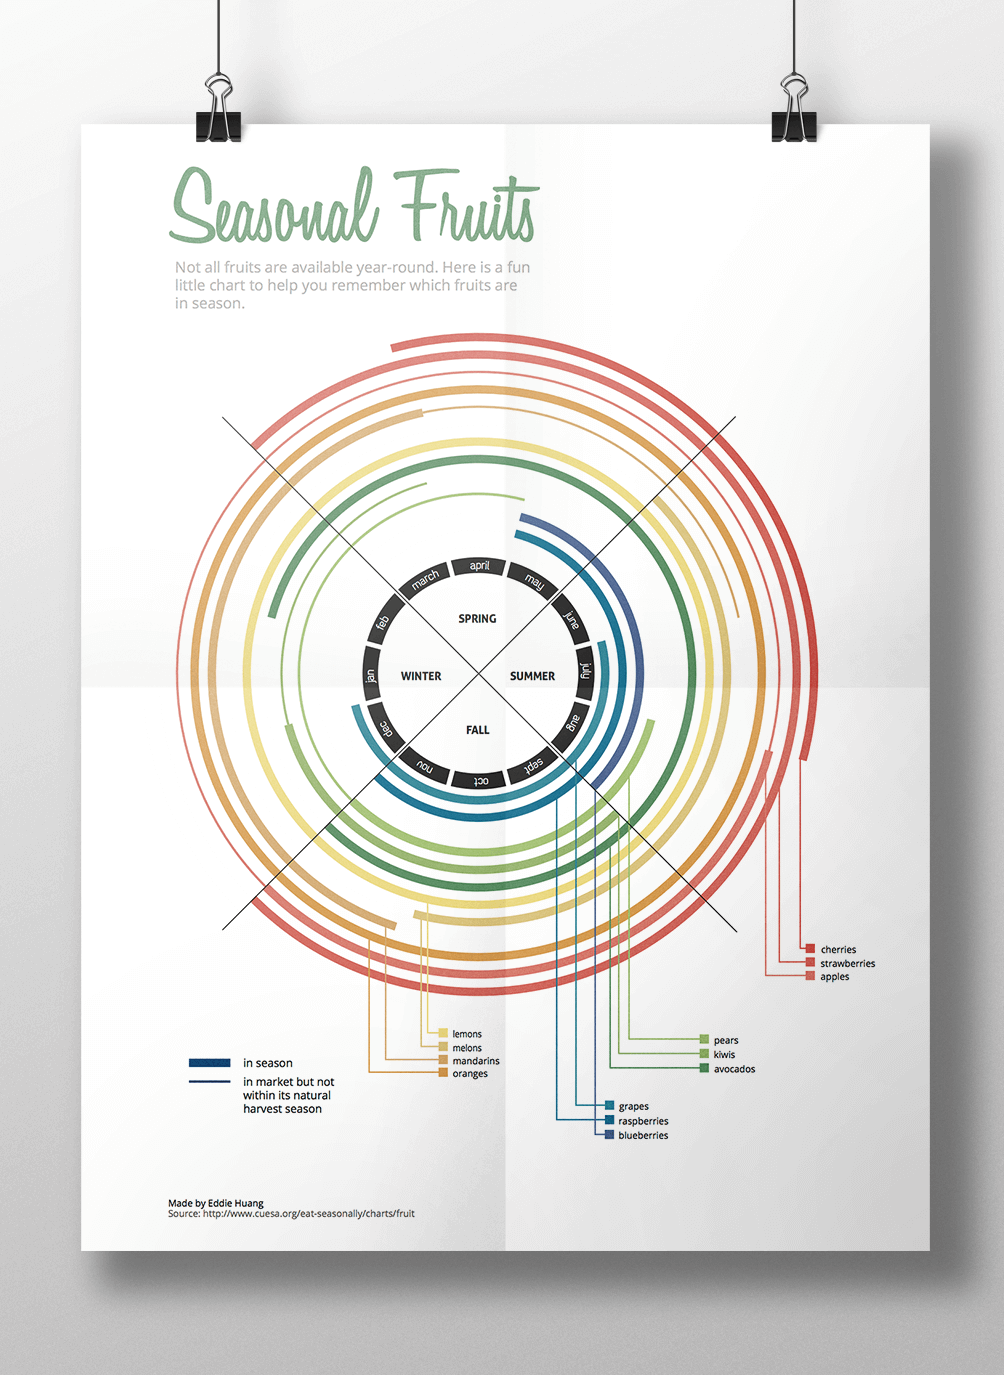 Seasonal Fruits
Not all fruits are available year-round. Here is a fun
little chart to help you remember which fruits are
in season.
april
may
june
july
aug
sept
oct
nov
dec
jan
feb
march
SPRING
WINTER
SUMMER
FALL
cherries
strawberries
apples
lemons
melons
mandarins
oranges
pears
kiwis
avocados
grapes
raspberries
blueberries
in season
in market but not
within its natural
harvest season
Made by Eddie Huang
Source: http://www.cuesa.org/eat-seasonally/charts/fruit